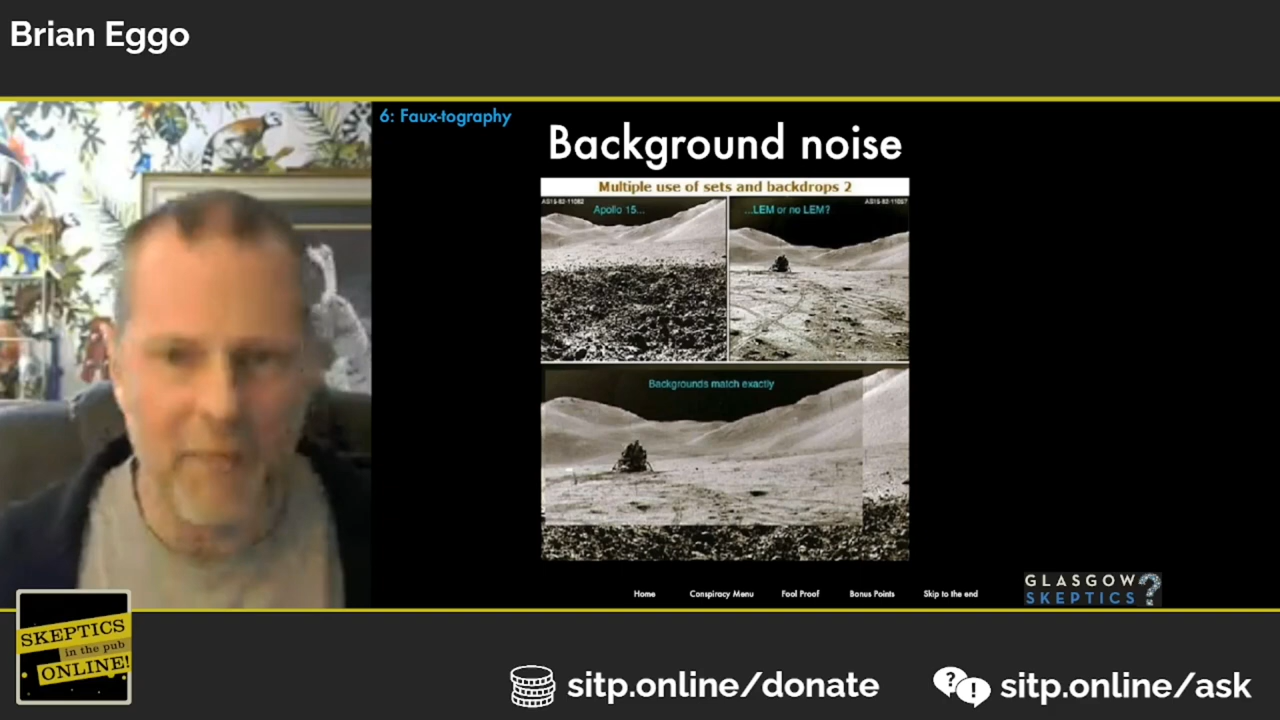 Brian Eggo
6: Faux-tography
Background noise
Multiple use of sets and backdrops 2
Apollo 15...
...LEM or no LEM?
Backgrounds match exactly
Home
Conspiracy Menu
Fool Proof
Bonus Points
Skip to the end
GLASGOW
SKEPTICS
SKEPTICS
in the pub
ONLINE!
sitp.online/donate
sitp.online/ask